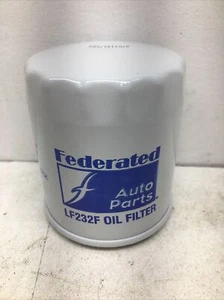 Federated
Auto
Parts
LF232F OIL FILTER